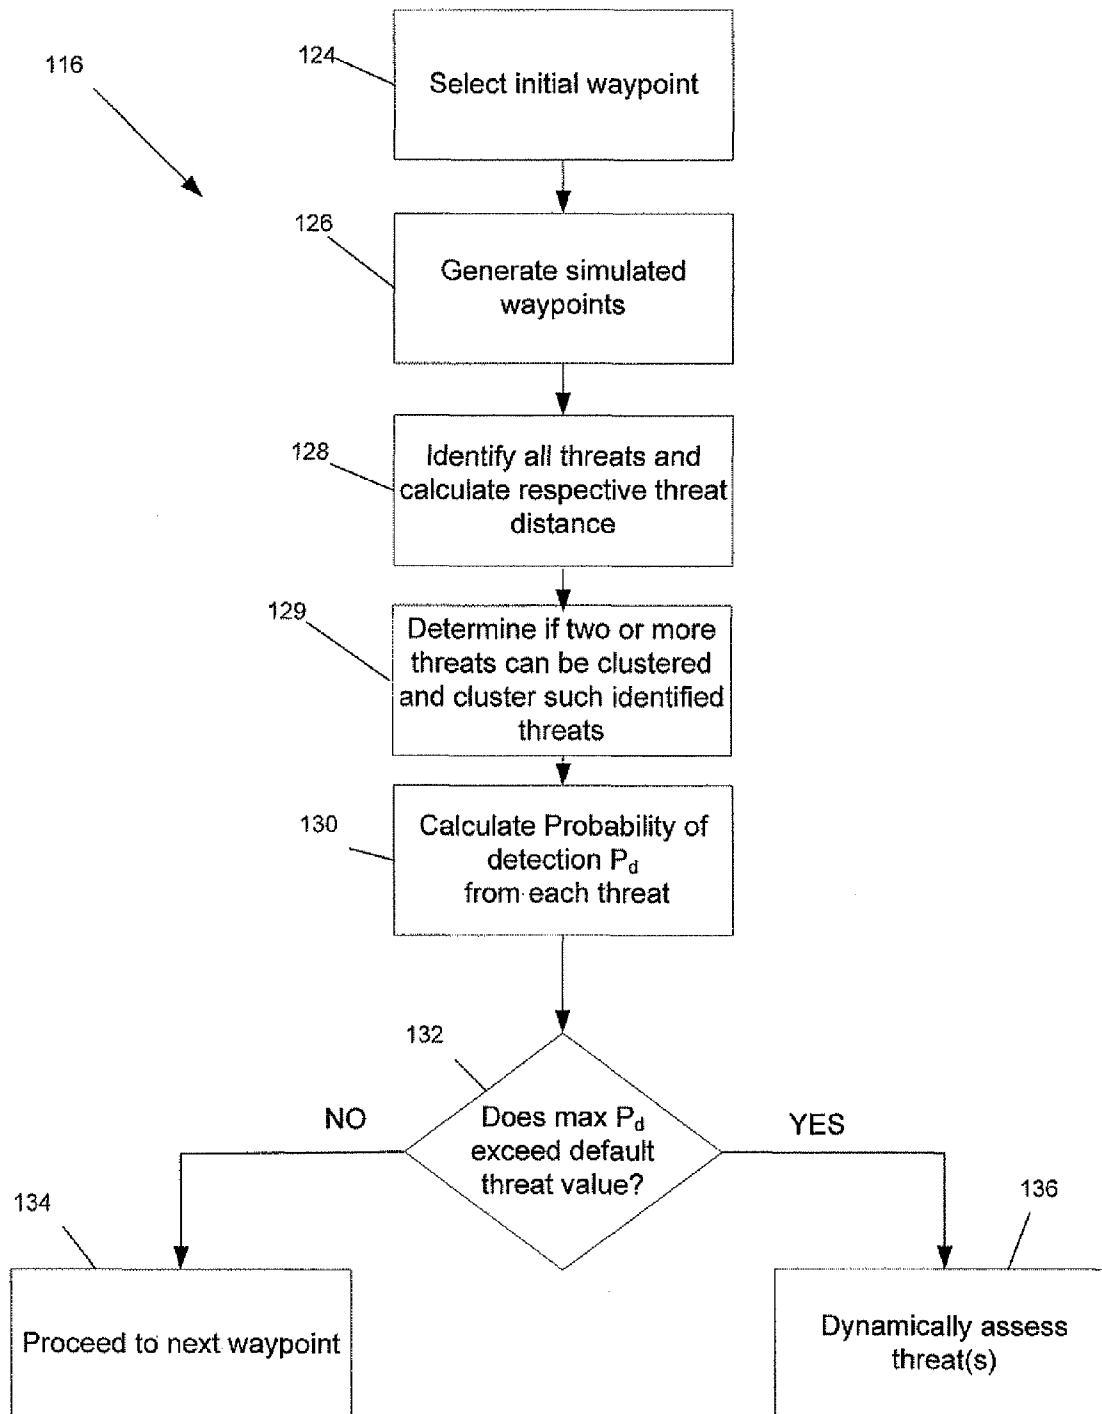 116
124
Select initial waypoint
126
Generate simulated
waypoints
128
Identify all threats and
calculate respective threat
distance
129
Determine if two or more
threats can be clustered
and cluster such identified
threats
130
Calculate Probability of
detection Pd
from each threat
132
Does max Pd
exceed default
threat value?
NO
YES
134
Proceed to next waypoint
136
Dynamically assess
threat(s)